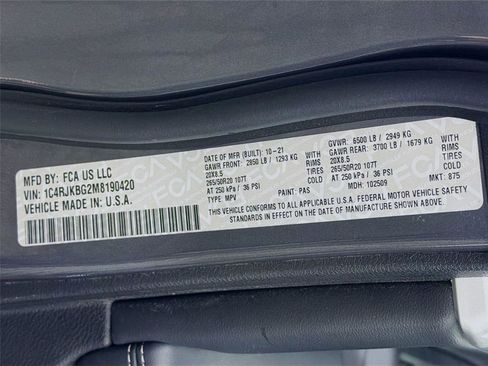 MFD BY: FCA US LLC
VIN: 1C4RJKBG2M8190420
VEHICLE MADE IN: U.S.A.
DATE OF MFR (BUILT): 10-21
GAWR FRONT: 2850 LB / 1293 KG
20X8.5 RIMS
265/50R20 107T TIRES
AT 250 kPa / 36 PSI COLD
TYPE: MPV
PAINT: PAS
GVWR: 6500 LB / 2949 KG
GAWR REAR: 3700 LB / 1679 KG
20X8.5 RIMS
265/50R20 107T TIRES
AT 250 kPa / 36 PSI COLD
MDH: 102509
MKT: 875
THIS VEHICLE CONFORMS TO ALL APPLICABLE U.S.A. FEDERAL MOTOR VEHICLE SAFETY
STANDARDS IN EFFECT ON THE DATE OF MANUFACTURE SHOWN ABOVE.